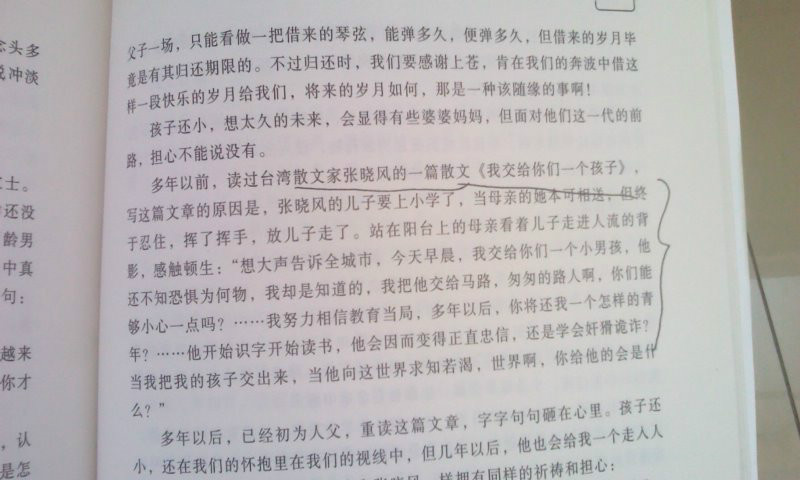 念头多
冲淡
士。
还没
龄男
中真
句：
越来
你才
，认
是怎
父子一场，只能看做一把借来的琴弦，能弹多久，便弹多久，但借来的岁月毕
竟是有其归还期限的。不过归还时，我们要感谢上苍，肯在我们的奔波中借这
样一段快乐的岁月给我们，将来的岁月如何，那是一种该随缘的事啊！
孩子还小，想太久的未来，会显得有些婆婆妈妈，但面对他们这一代的前
路，担心不能说没有。
多年以前，读过台湾散文家张晓风的一篇散文《我交给你们一个孩子》，
写这篇文章的原因是，张晓风的儿子要上小学了，当母亲的她本可相送，但终
于忍住，挥了挥手，放儿子走了。站在阳台上的母亲看着儿子走进人流的背
影，感触顿生：“想大声告诉全城市，今天早晨，我交给你们一个小男孩，他
还不知恐惧为何物，我却是知道的，我把他交给马路，匆匆的路人啊，你们能
够小心一点吗？……我努力相信教育当局，多年以后，你将还我一个怎样的青
年？……他开始识字开始读书，他会因而变得正直忠信，还是学会奸猾诡诈？
当我把我的孩子交出来，当他向这世界求知若渴，世界啊，你给他的会是什
么？”
多年以后，已经初为人父，重读这篇文章，字字句句砸在心里。孩子还
小，还在我们的怀抱里在我们的视线中，但几年以后，他也会给我一个走入人
张晓风一样拥有同样的祈祷和担心：